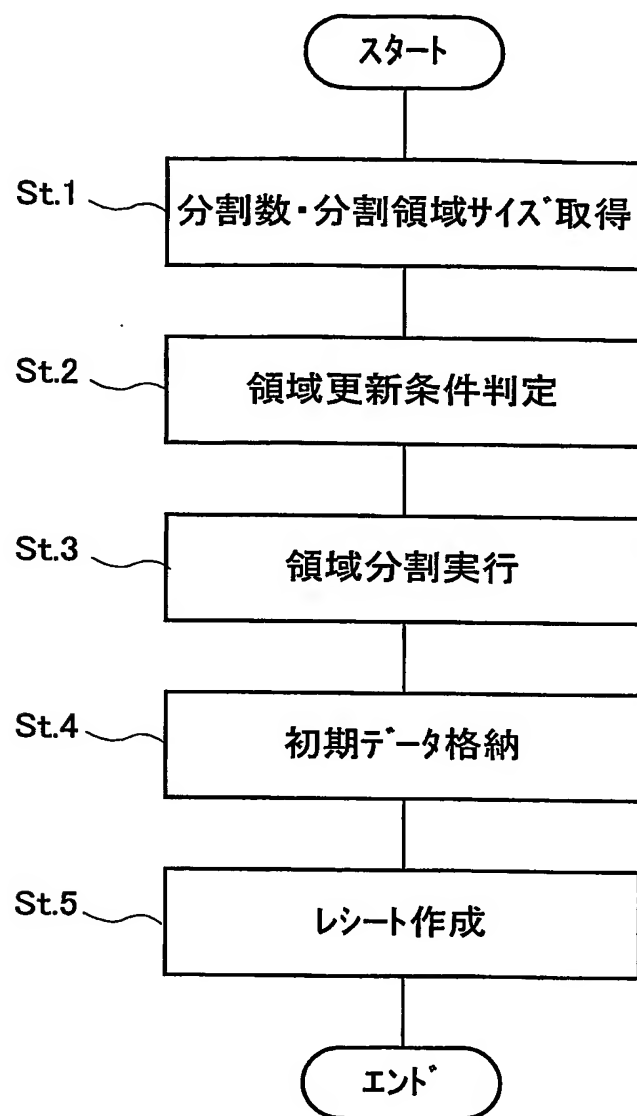 スタート
St.1
分割数・分割領域サイズ取得
St.2
領域更新条件判定
St.3
領域分割実行
St.4
初期データ格納
St.5
レシート作成
エンド